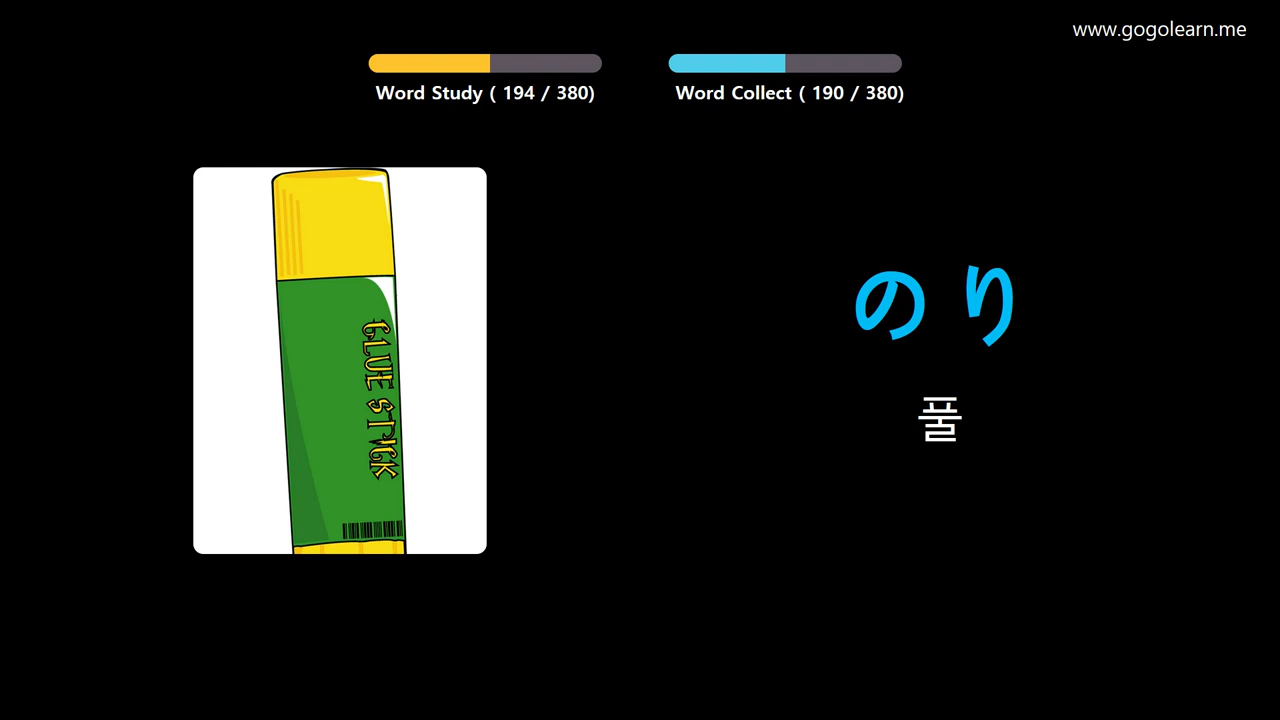 www.gogolearn.me
Word Study ( 194 / 380)
Word Collect ( 190 / 380)
GLUE STICK
のり
풀